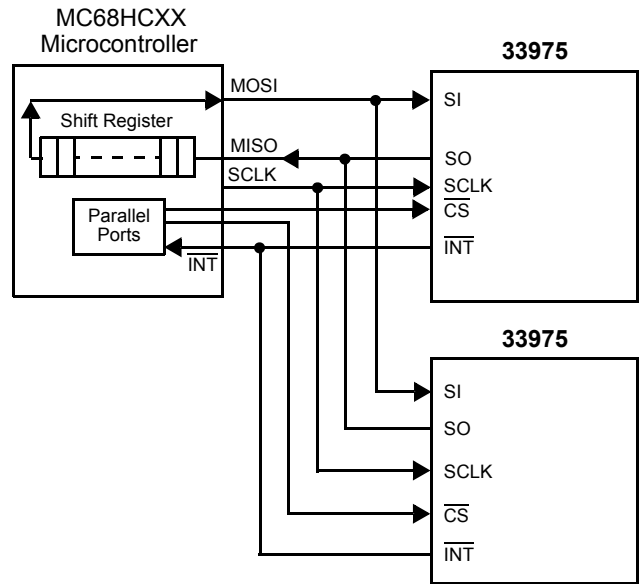 MC68HCXX
Microcontroller
33975
MOSI
SI
Shift Register
MISO
SO
SCLK
SCLK
CS
Parallel
Ports
INT
INT
33975
SI
SO
SCLK
CS
INT